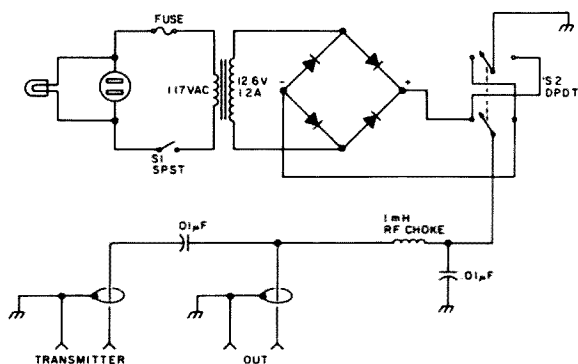 FUSE
117VAC
12.6V
1.2A
-
+
S2
DPDT
S1
SPST
.01µF
1mH
RF CHOKE
.01µF
TRANSMITTER
OUT